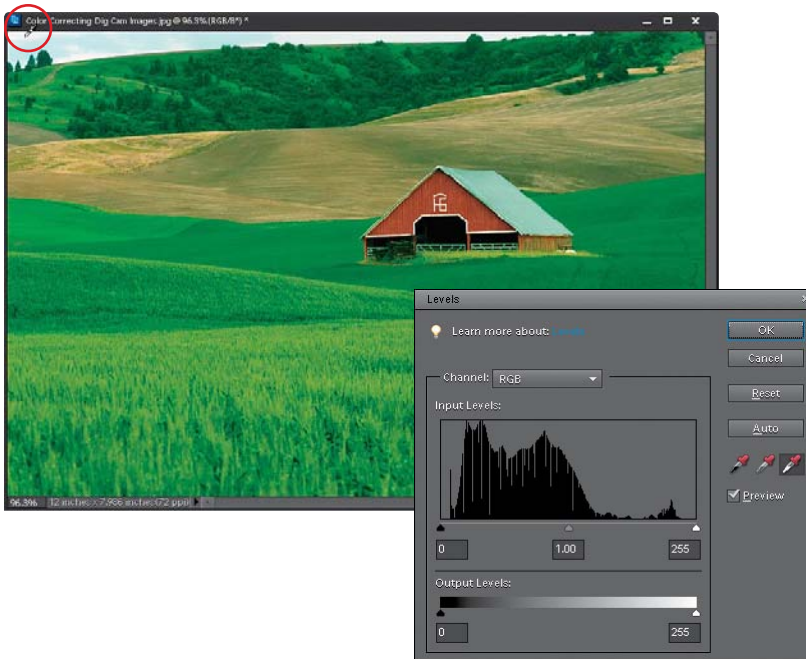 Color Correcting Dig Cam Images.jpg @ 96.3% (RGB/8*) *
96.3%
12 inches x 7.986 inches (72 ppi)
Levels
Learn more about: Levels
OK
Cancel
Reset
Auto
Preview
Channel: RGB
Input Levels:
0
1.00
255
Output Levels:
0
255